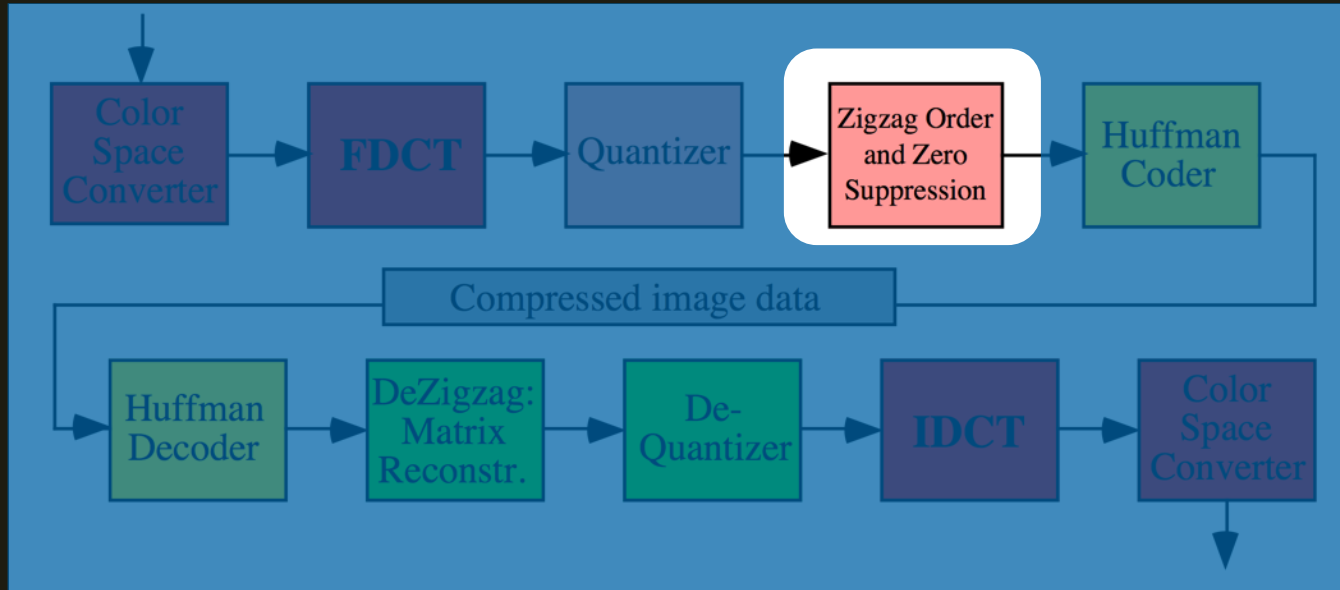 Color
Space
Converter
FDCT
Quantizer
Zigzag Order
and Zero
Suppression
Huffman
Coder
Compressed image data
Huffman
Decoder
DeZigzag:
Matrix
Reconstr.
De-
Quantizer
IDCT
Color
Space
Converter